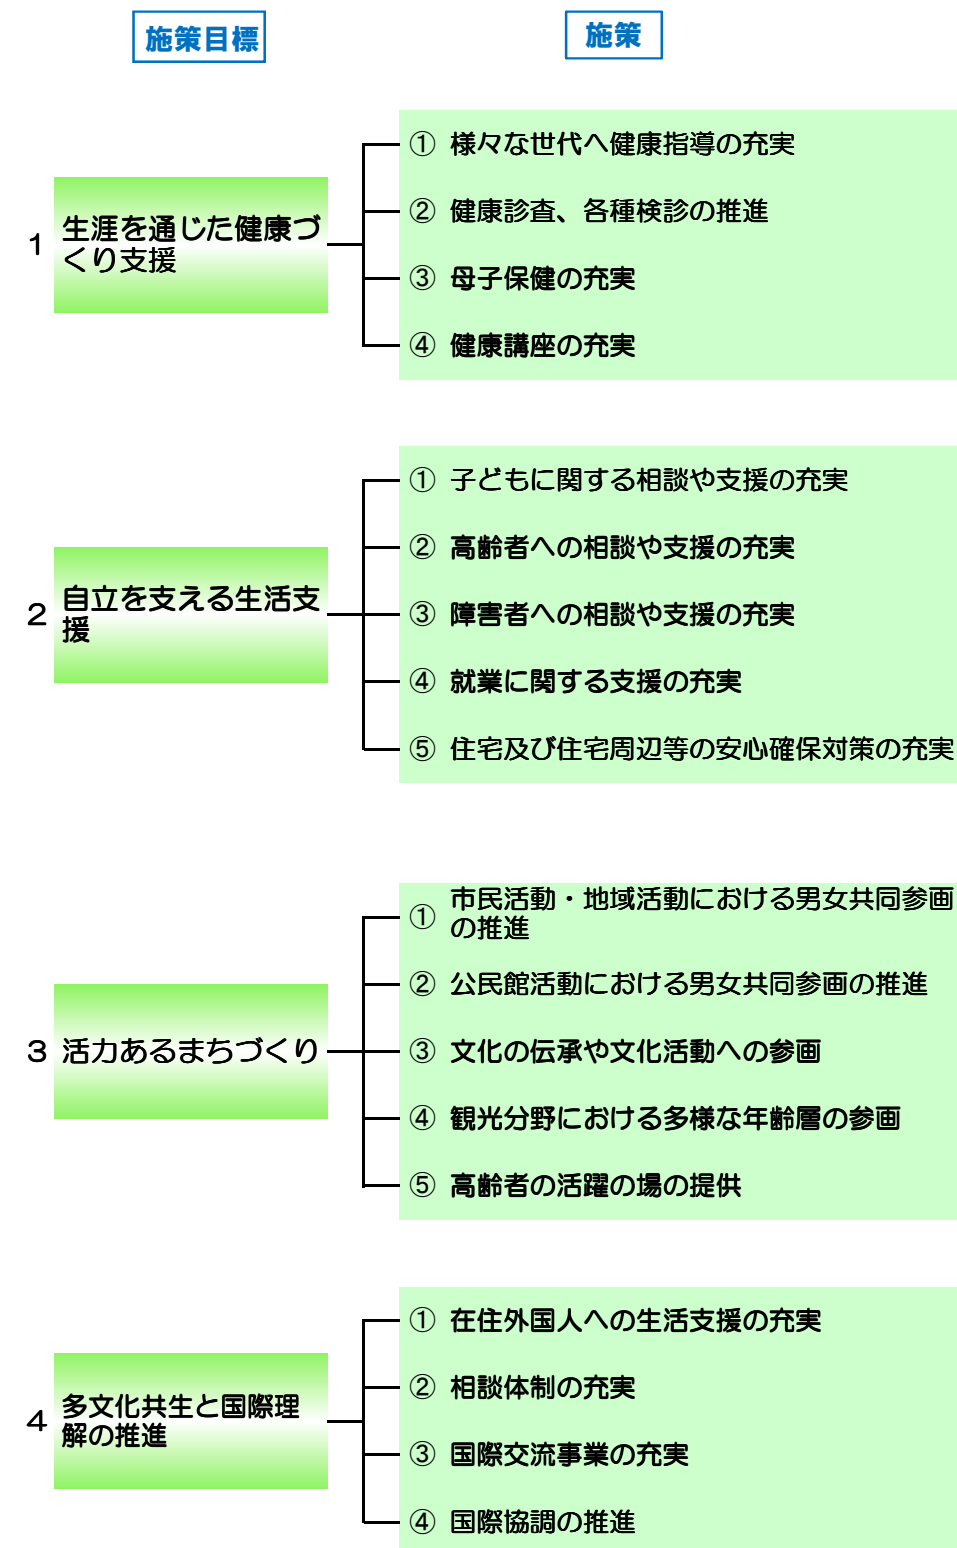 施策目標
施策
1
生涯を通じた健康づ
くり支援
① 様々な世代へ健康指導の充実
② 健康診査、各種検診の推進
③ 母子保健の充実
④ 健康講座の充実
2
自立を支える生活支
援
① 子どもに関する相談や支援の充実
② 高齢者への相談や支援の充実
③ 障害者への相談や支援の充実
④ 就業に関する支援の充実
⑤ 住宅及び住宅周辺等の安心確保対策の充実
3
活力あるまちづくり
① 市民活動・地域活動における男女共同参画
の推進
② 公民館活動における男女共同参画の推進
③ 文化の伝承や文化活動への参画
④ 観光分野における多様な年齢層の参画
⑤ 高齢者の活躍の場の提供
4
多文化共生と国際理
解の推進
① 在住外国人への生活支援の充実
② 相談体制の充実
③ 国際交流事業の充実
④ 国際協調の推進